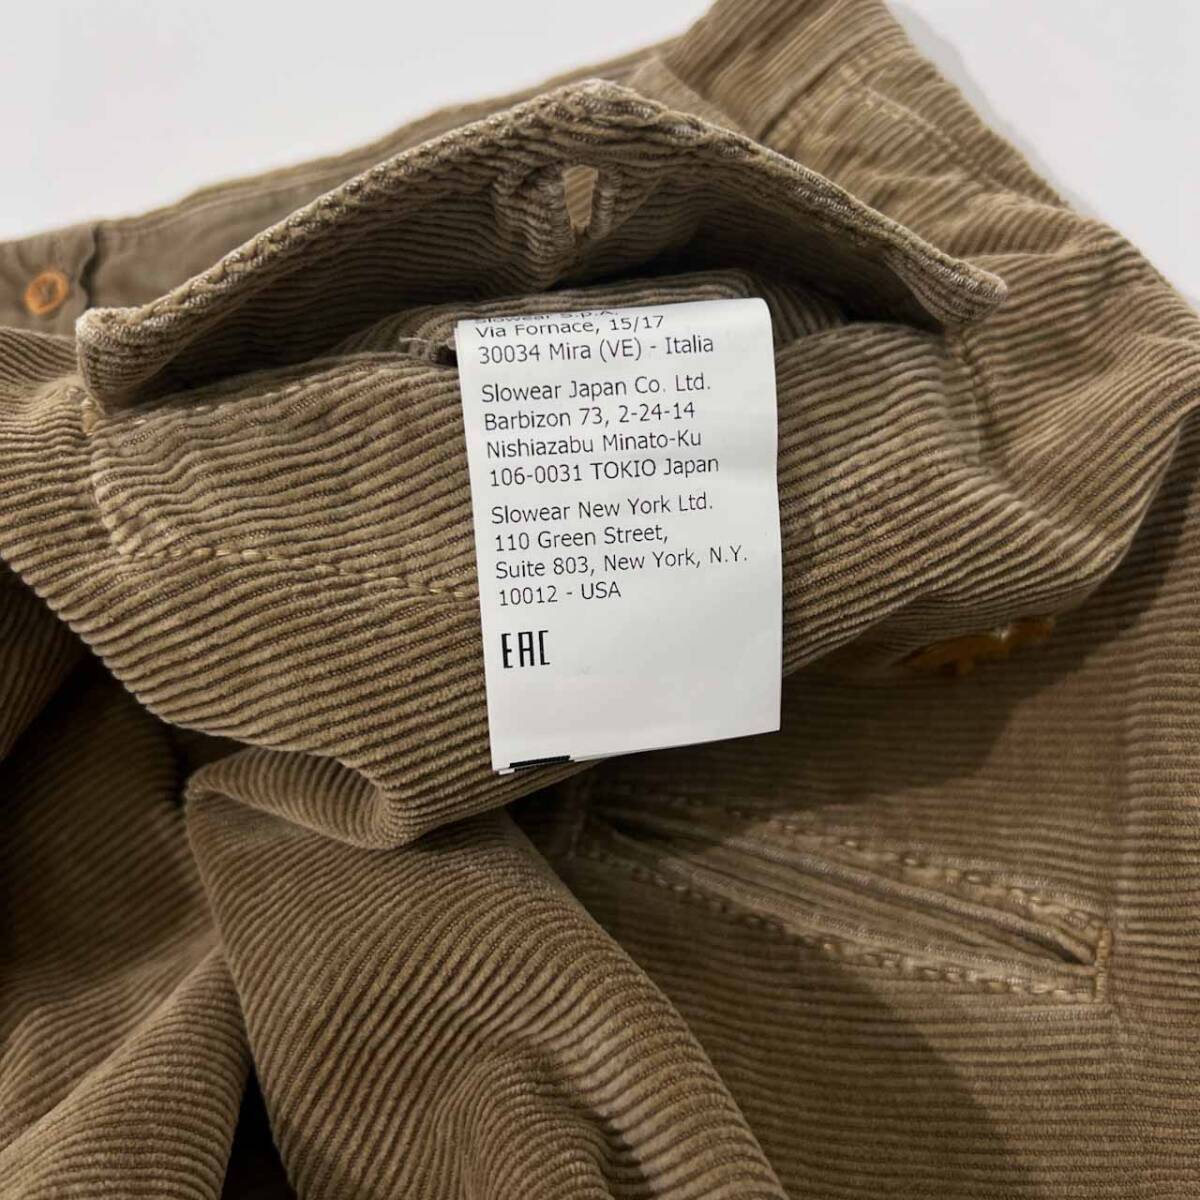 Slowear S.p.A.
Via Fornace, 15/17
30034 Mira (VE) - Italia
Slowear Japan Co. Ltd.
Barbizon 73, 2-24-14
Nishiazabu Minato-Ku
106-0031 TOKIO Japan
Slowear New York Ltd.
110 Green Street,
Suite 803, New York, N.Y.
10012 - USA
EAC